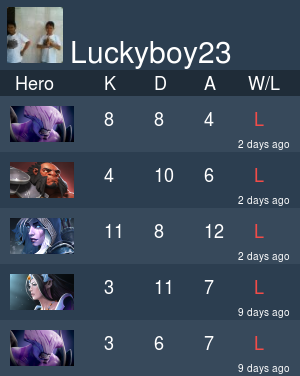 Luckyboy23
Hero K D A W/L
8 8 4 L
2 days ago
4 10 6 L
2 days ago
11 8 12 L
2 days ago
3 11 7 L
9 days ago
3 6 7 L
9 days ago